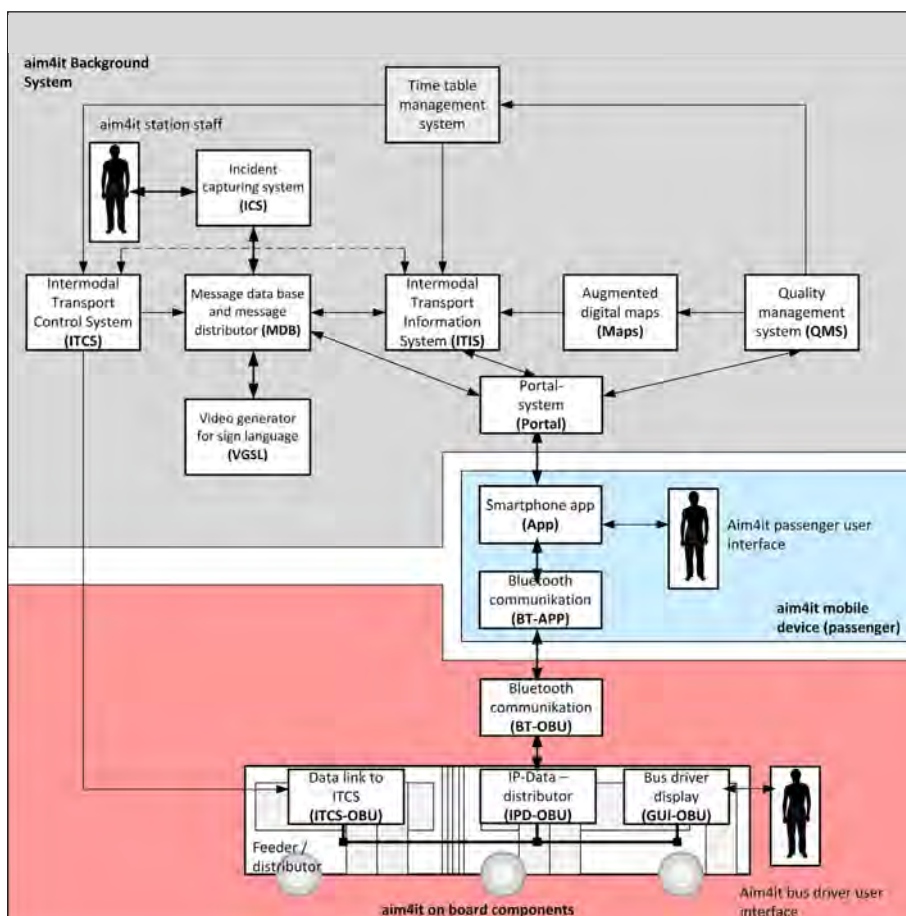 aim4it Background
System
Time table
management
system
aim4it station staff
Incident
capturing system
(ICS)
Intermodal
Transport
Control System
(ITCS)
Message data base
and message
distributor (MDB)
Intermodal
Transport
Information
System (ITIS)
Augmented
digital maps
(Maps)
Quality
management
system (QMS)
Video generator
for sign language
(VGSL)
Portal-
system
(Portal)
Smartphone app
(App)
Aim4it passenger user
interface
Bluetooth
communikation
(BT-APP)
aim4it mobile
device (passenger)
Bluetooth
communikation
(BT-OBU)
Data link to
ITCS
(ITCS-OBU)
IP-Data –
distributor
(IPD-OBU)
Bus driver
display
(GUI-OBU)
Feeder /
distributor
Aim4it bus driver user
interface
aim4it on board components